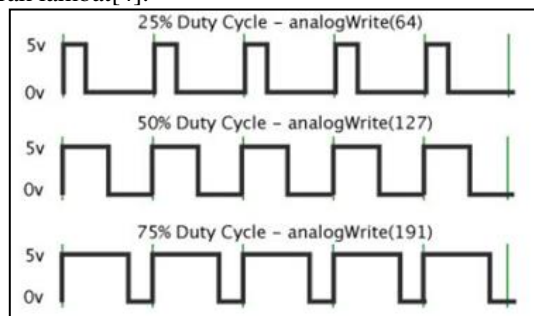 25% Duty Cycle – analogWrite(64)
5v
0v
50% Duty Cycle – analogWrite(127)
5v
0v
75% Duty Cycle – analogWrite(191)
5v
0v